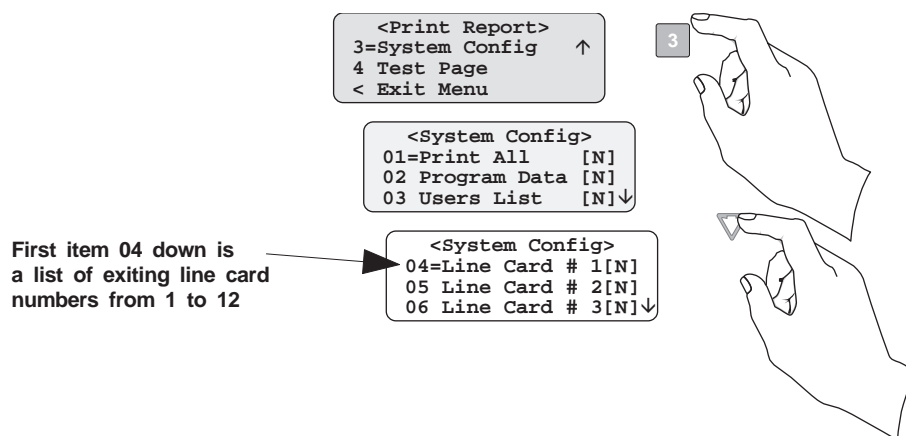 <Print Report>
3=System Config ↑
4 Test Page
< Exit Menu
3
<System Config>
01=Print All [N]
02 Program Data [N]
03 Users List [N]↓
First item 04 down is
a list of exiting line card
numbers from 1 to 12
<System Config>
04=Line Card # 1[N]
05 Line Card # 2[N]
06 Line Card # 3[N]↓